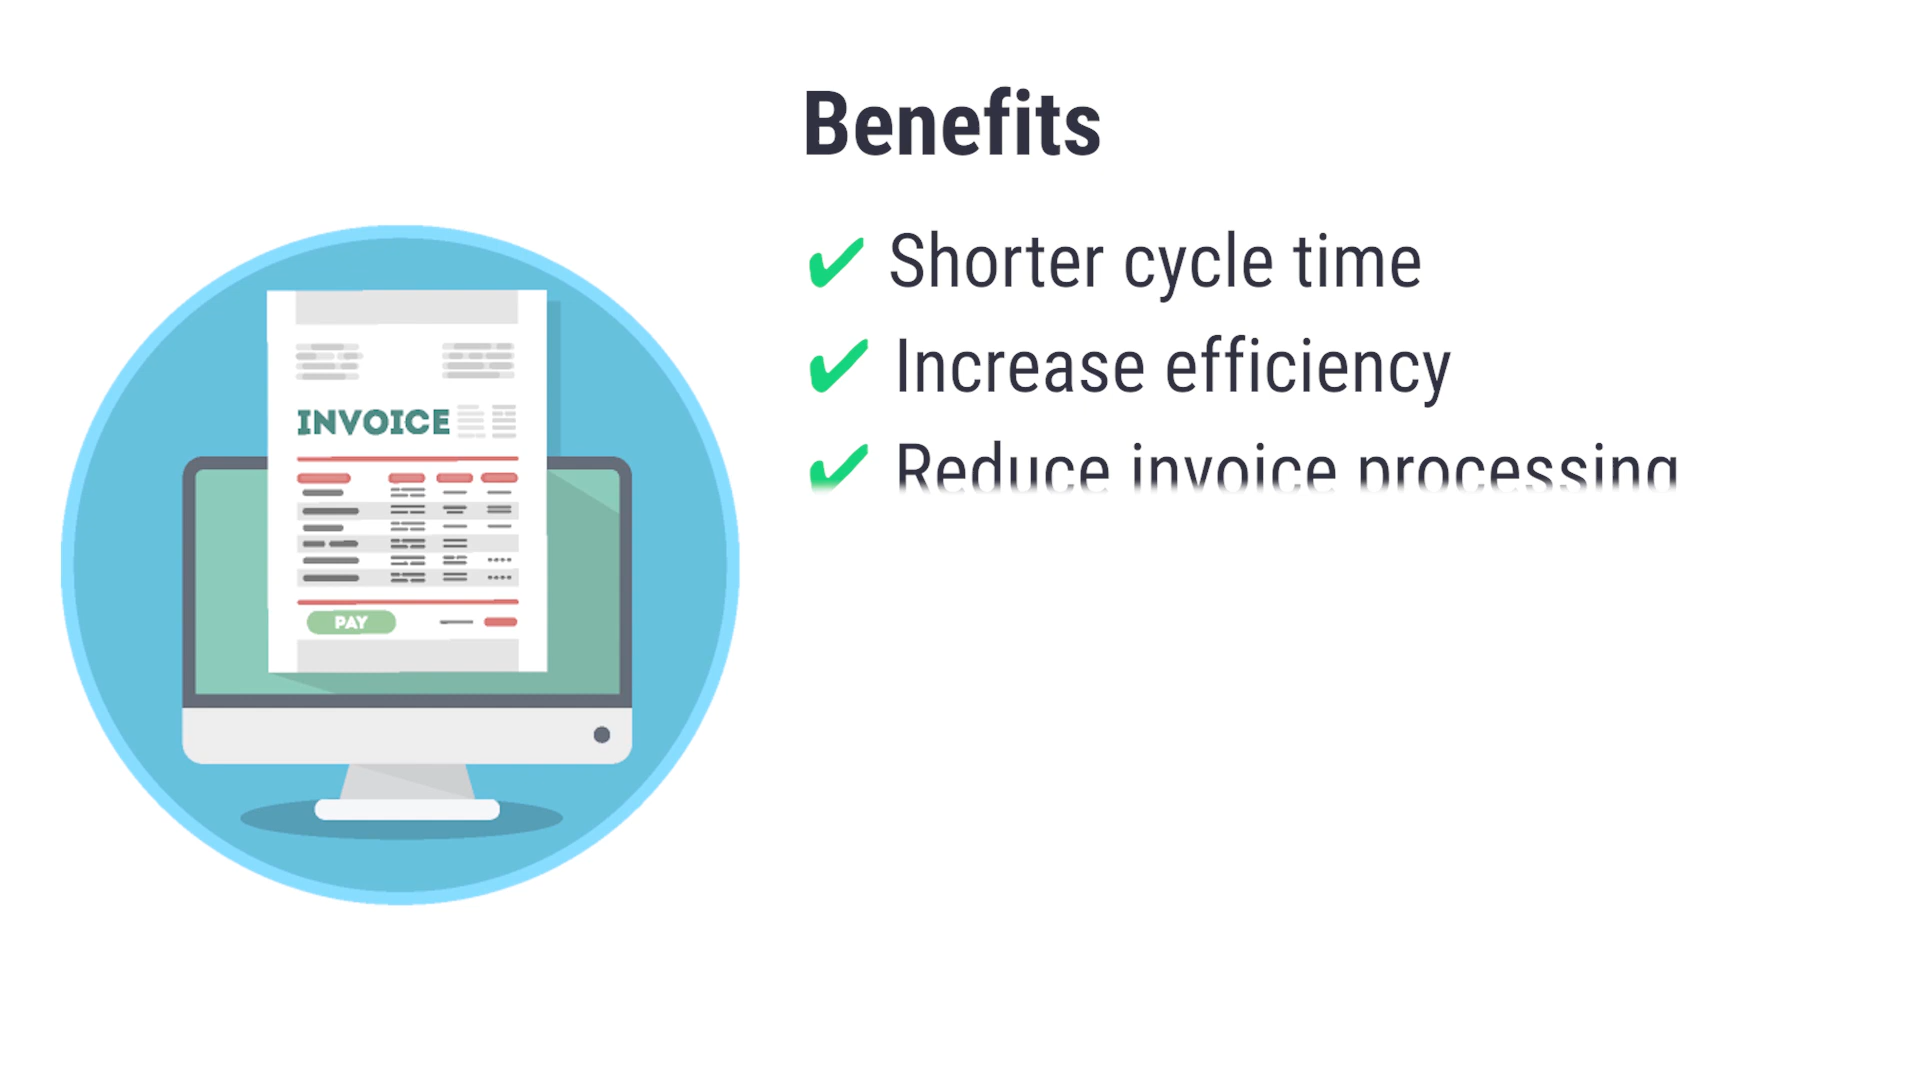 Benefits
✔ Shorter cycle time
✔ Increase efficiency
✔ Reduce invoice processing
INVOICE
PAY